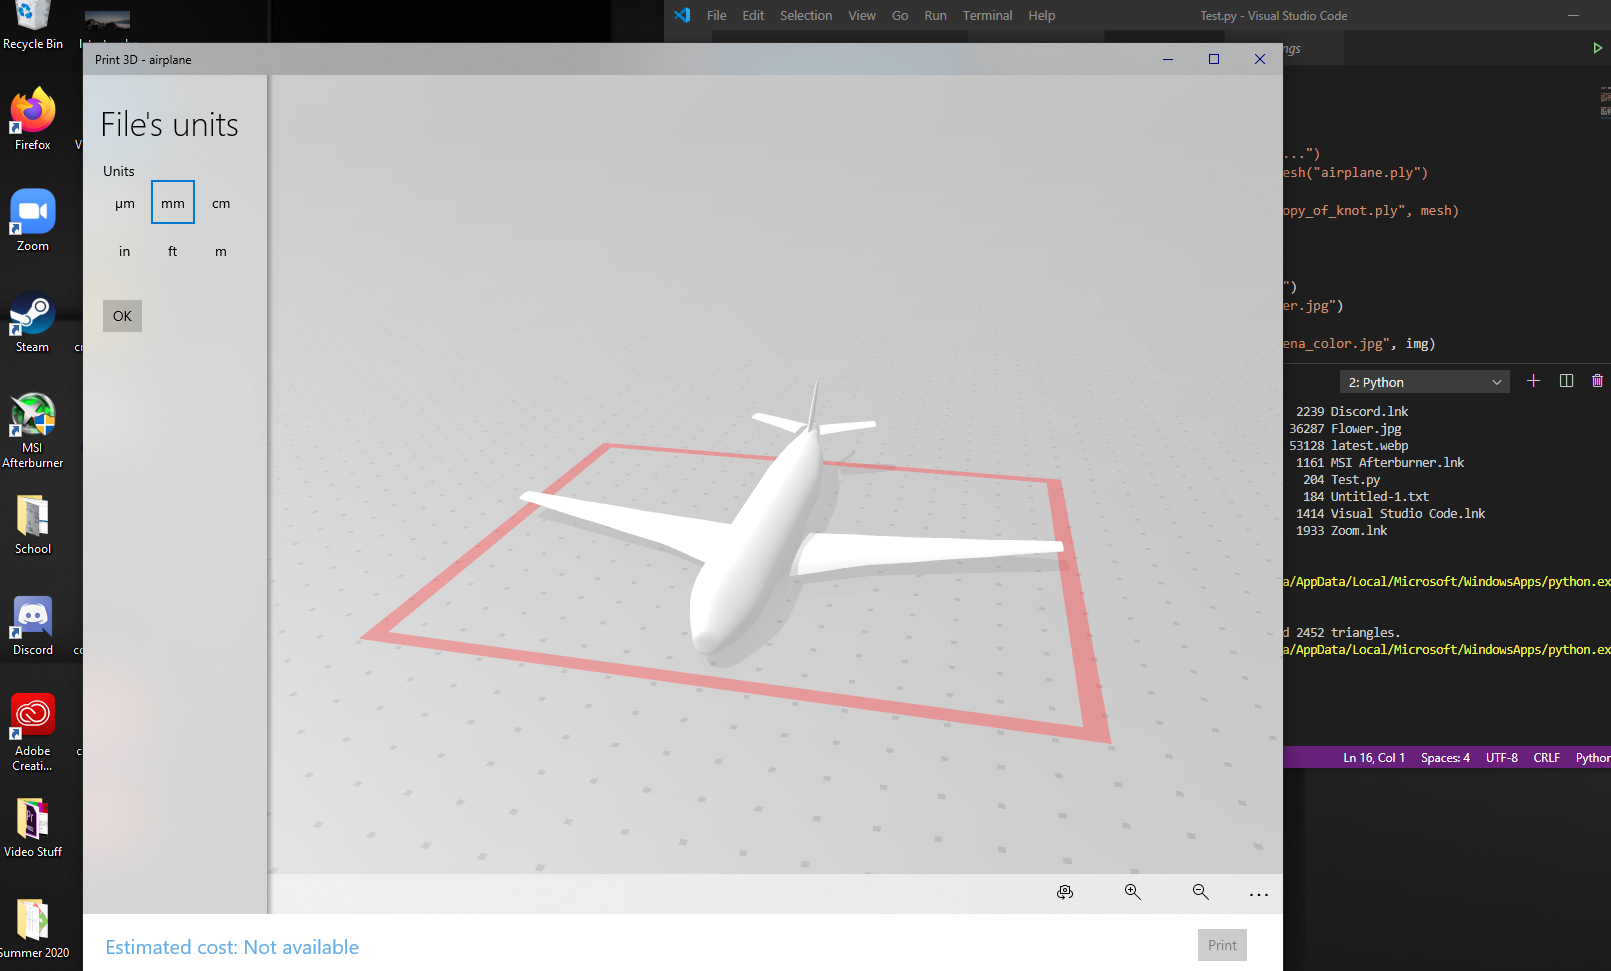 Recycle Bin
Firefox
V
Zoom
Steam
MSI
Afterburner
School
Discord
Adobe
Creati...
Video Stuff
Summer 2020
File Edit Selection View Go Run Terminal Help
Test.py - Visual Studio Code
ngs
Print 3D - airplane
File's units
Units
µm mm cm
in ft m
OK
Estimated cost: Not available
Print
...")
esh("airplane.ply")
opy_of_knot.ply", mesh)
")
er.jpg")
ena_color.jpg", img)
2: Python
2239 Discord.lnk
36287 Flower.jpg
53128 latest.webp
1161 MSI Afterburner.lnk
204 Test.py
184 Untitled-1.txt
1414 Visual Studio Code.lnk
1933 Zoom.lnk
a/AppData/Local/Microsoft/WindowsApps/python.ex
d 2452 triangles.
a/AppData/Local/Microsoft/WindowsApps/python.ex
Ln 16, Col 1 Spaces: 4 UTF-8 CRLF Python